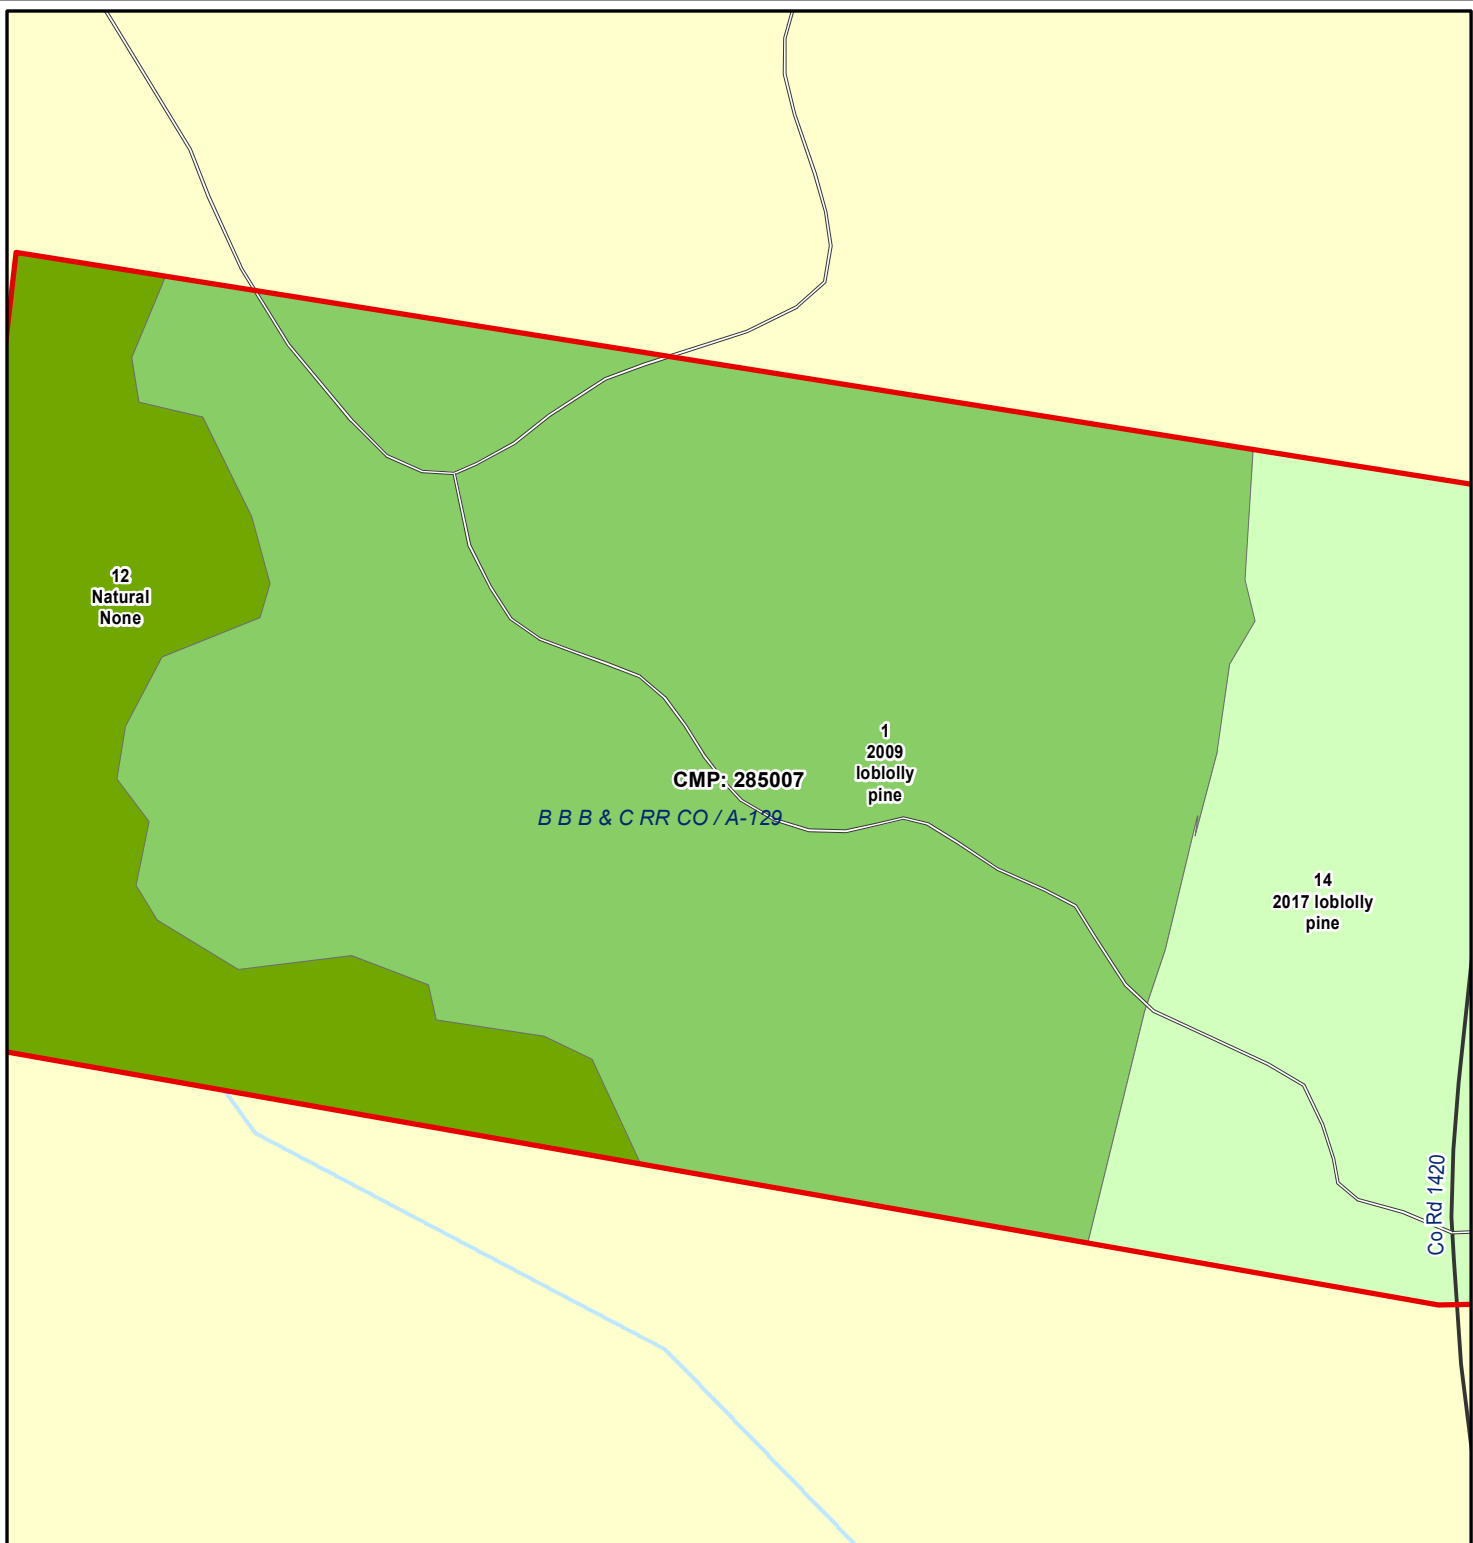 12
Natural
None
1
2009
loblolly
pine
CMP: 285007
B B B & C RR CO / A-129
14
2017 loblolly
pine
Co Rd 1420